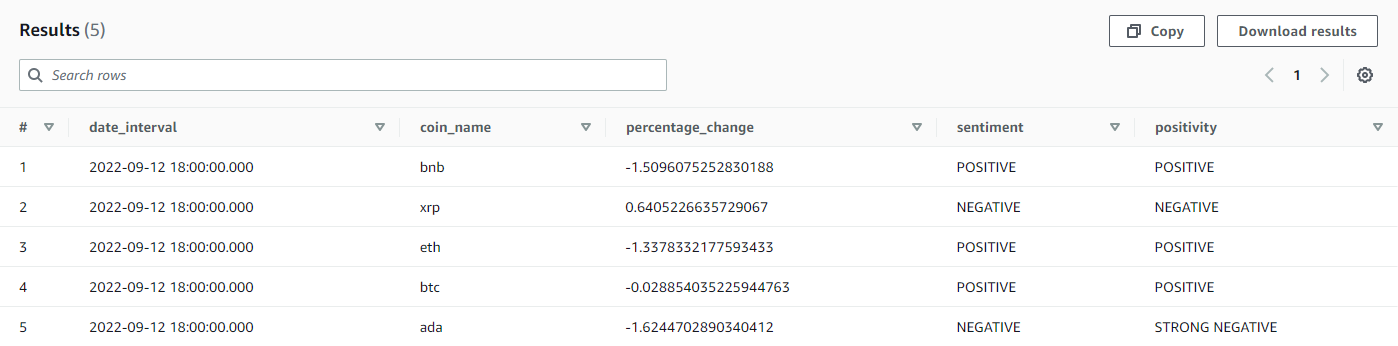 Results (5)
Copy
Download results
Search rows
1
# date_interval coin_name percentage_change sentiment positivity
1 2022-09-12 18:00:00.000 bnb -1.5096075252830188 POSITIVE POSITIVE
2 2022-09-12 18:00:00.000 xrp 0.6405226635729067 NEGATIVE NEGATIVE
3 2022-09-12 18:00:00.000 eth -1.3378332177593433 POSITIVE POSITIVE
4 2022-09-12 18:00:00.000 btc -0.028854035225944763 POSITIVE POSITIVE
5 2022-09-12 18:00:00.000 ada -1.6244702890340412 NEGATIVE STRONG NEGATIVE